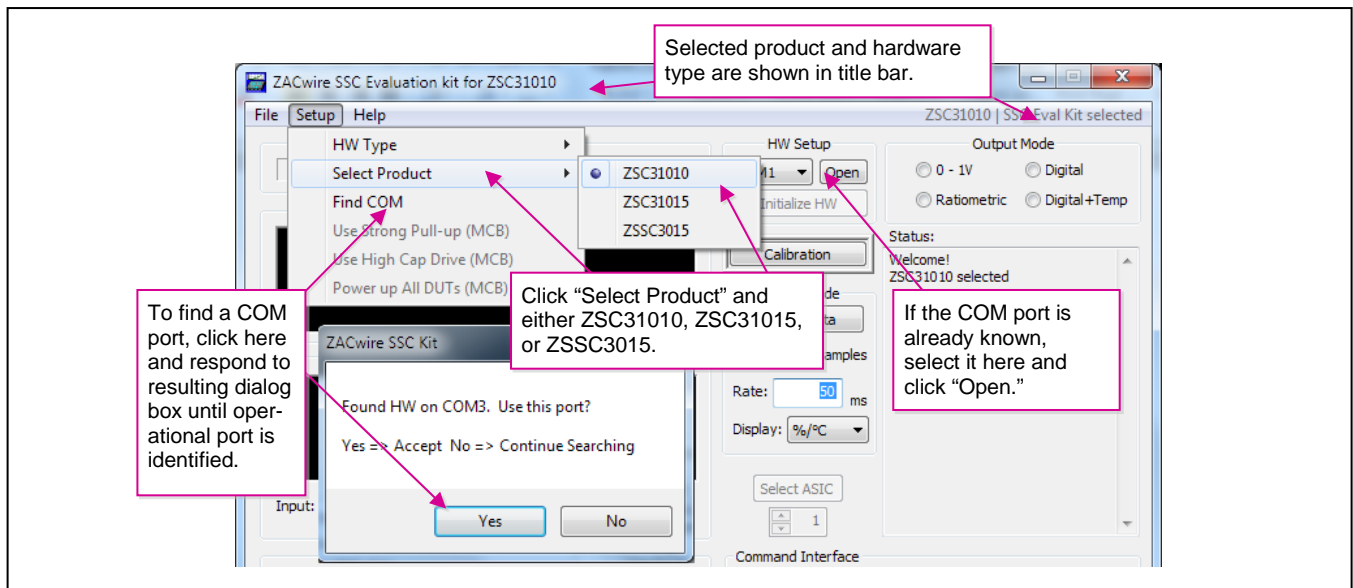 Selected product and hardware
type are shown in title bar.
ZACwire SSC Evaluation kit for ZSC31010
File Setup Help
ZSC31010 | SSC Eval Kit selected
HW Type
Select Product
Find COM
Use Strong Pull-up (MCB)
Use High Cap Drive (MCB)
Power up All DUTs (MCB)
ZSC31010
ZSC31015
ZSSC3015
HW Setup
Open
Initialize HW
Calibration
Output Mode
0 - 1V
Digital
Ratiometric
Digital+Temp
Status:
Welcome!
ZSC31010 selected
To find a COM
port, click here
and respond to
resulting dialog
box until oper-
ational port is
identified.
Click “Select Product” and
either ZSC31010, ZSC31015,
or ZSSC3015.
If the COM port is
already known,
select it here and
click “Open.”
ZACwire SSC Kit
Found HW on COM3. Use this port?
Yes => Accept No => Continue Searching
Yes
No
Rate: 50 ms
Display: %/°C
Select ASIC
1
Input:
Command Interface